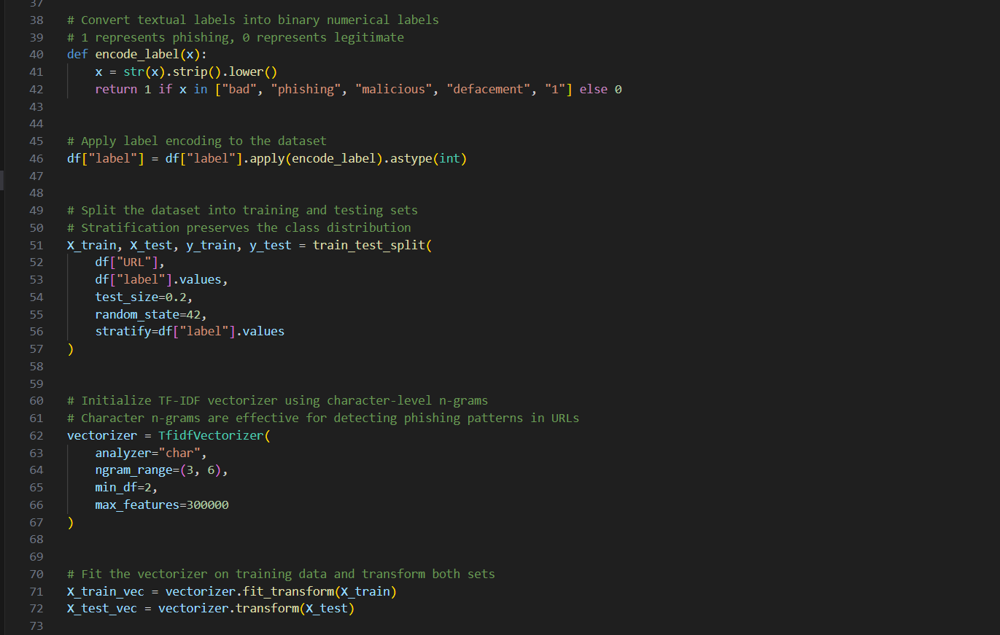 37
38 # Convert textual labels into binary numerical labels
39 # 1 represents phishing, 0 represents legitimate
40 def encode_label(x):
41     x = str(x).strip().lower()
42     return 1 if x in ["bad", "phishing", "malicious", "defacement", "1"] else 0
43
44
45 # Apply label encoding to the dataset
46 df["label"] = df["label"].apply(encode_label).astype(int)
47
48
49 # Split the dataset into training and testing sets
50 # Stratification preserves the class distribution
51 X_train, X_test, y_train, y_test = train_test_split(
52     df["URL"],
53     df["label"].values,
54     test_size=0.2,
55     random_state=42,
56     stratify=df["label"].values
57 )
58
59
60 # Initialize TF-IDF vectorizer using character-level n-grams
61 # Character n-grams are effective for detecting phishing patterns in URLs
62 vectorizer = TfidfVectorizer(
63     analyzer="char",
64     ngram_range=(3, 6),
65     min_df=2,
66     max_features=300000
67 )
68
69
70 # Fit the vectorizer on training data and transform both sets
71 X_train_vec = vectorizer.fit_transform(X_train)
72 X_test_vec = vectorizer.transform(X_test)
73